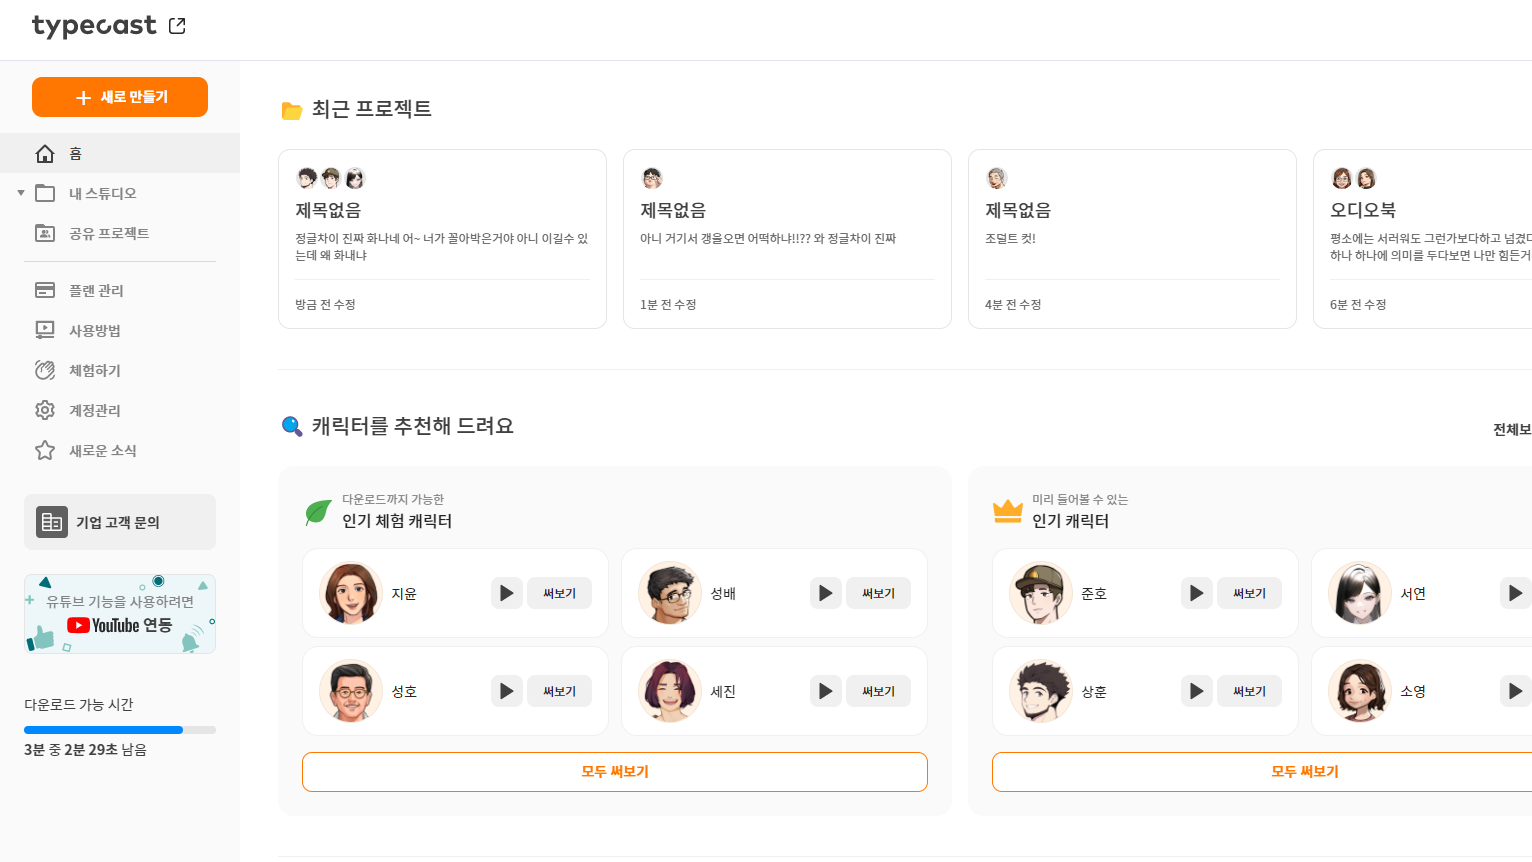 typecast
새로 만들기
홈
내 스튜디오
공유 프로젝트
플랜 관리
사용방법
체험하기
계정관리
새로운 소식
기업 고객 문의
유튜브 기능을 사용하려면
YouTube 연동
다운로드 가능 시간
3분 중 2분 29초 남음
최근 프로젝트
제목없음
정글차이 진짜 화나네 어~ 너가 꼴아박은거야 아니 이길수 있
는데 왜 화내냐
방금 전 수정
제목없음
아니 거기서 갱을오면 어떡하냐!!?? 와 정글차이 진짜
1분 전 수정
제목없음
조덜트 컷!
4분 전 수정
오디오북
평소에는 서러워도 그런가보다하고 넘겼다
하나 하나에 의미를 두다보면 나만 힘든거
6분 전 수정
캐릭터를 추천해 드려요
전체보
다운로드까지 가능한
인기 체험 캐릭터
지윤
써보기
성배
써보기
성호
써보기
세진
써보기
모두 써보기
미리 들어볼 수 있는
인기 캐릭터
준호
써보기
서연
상훈
써보기
소영
모두 써보기